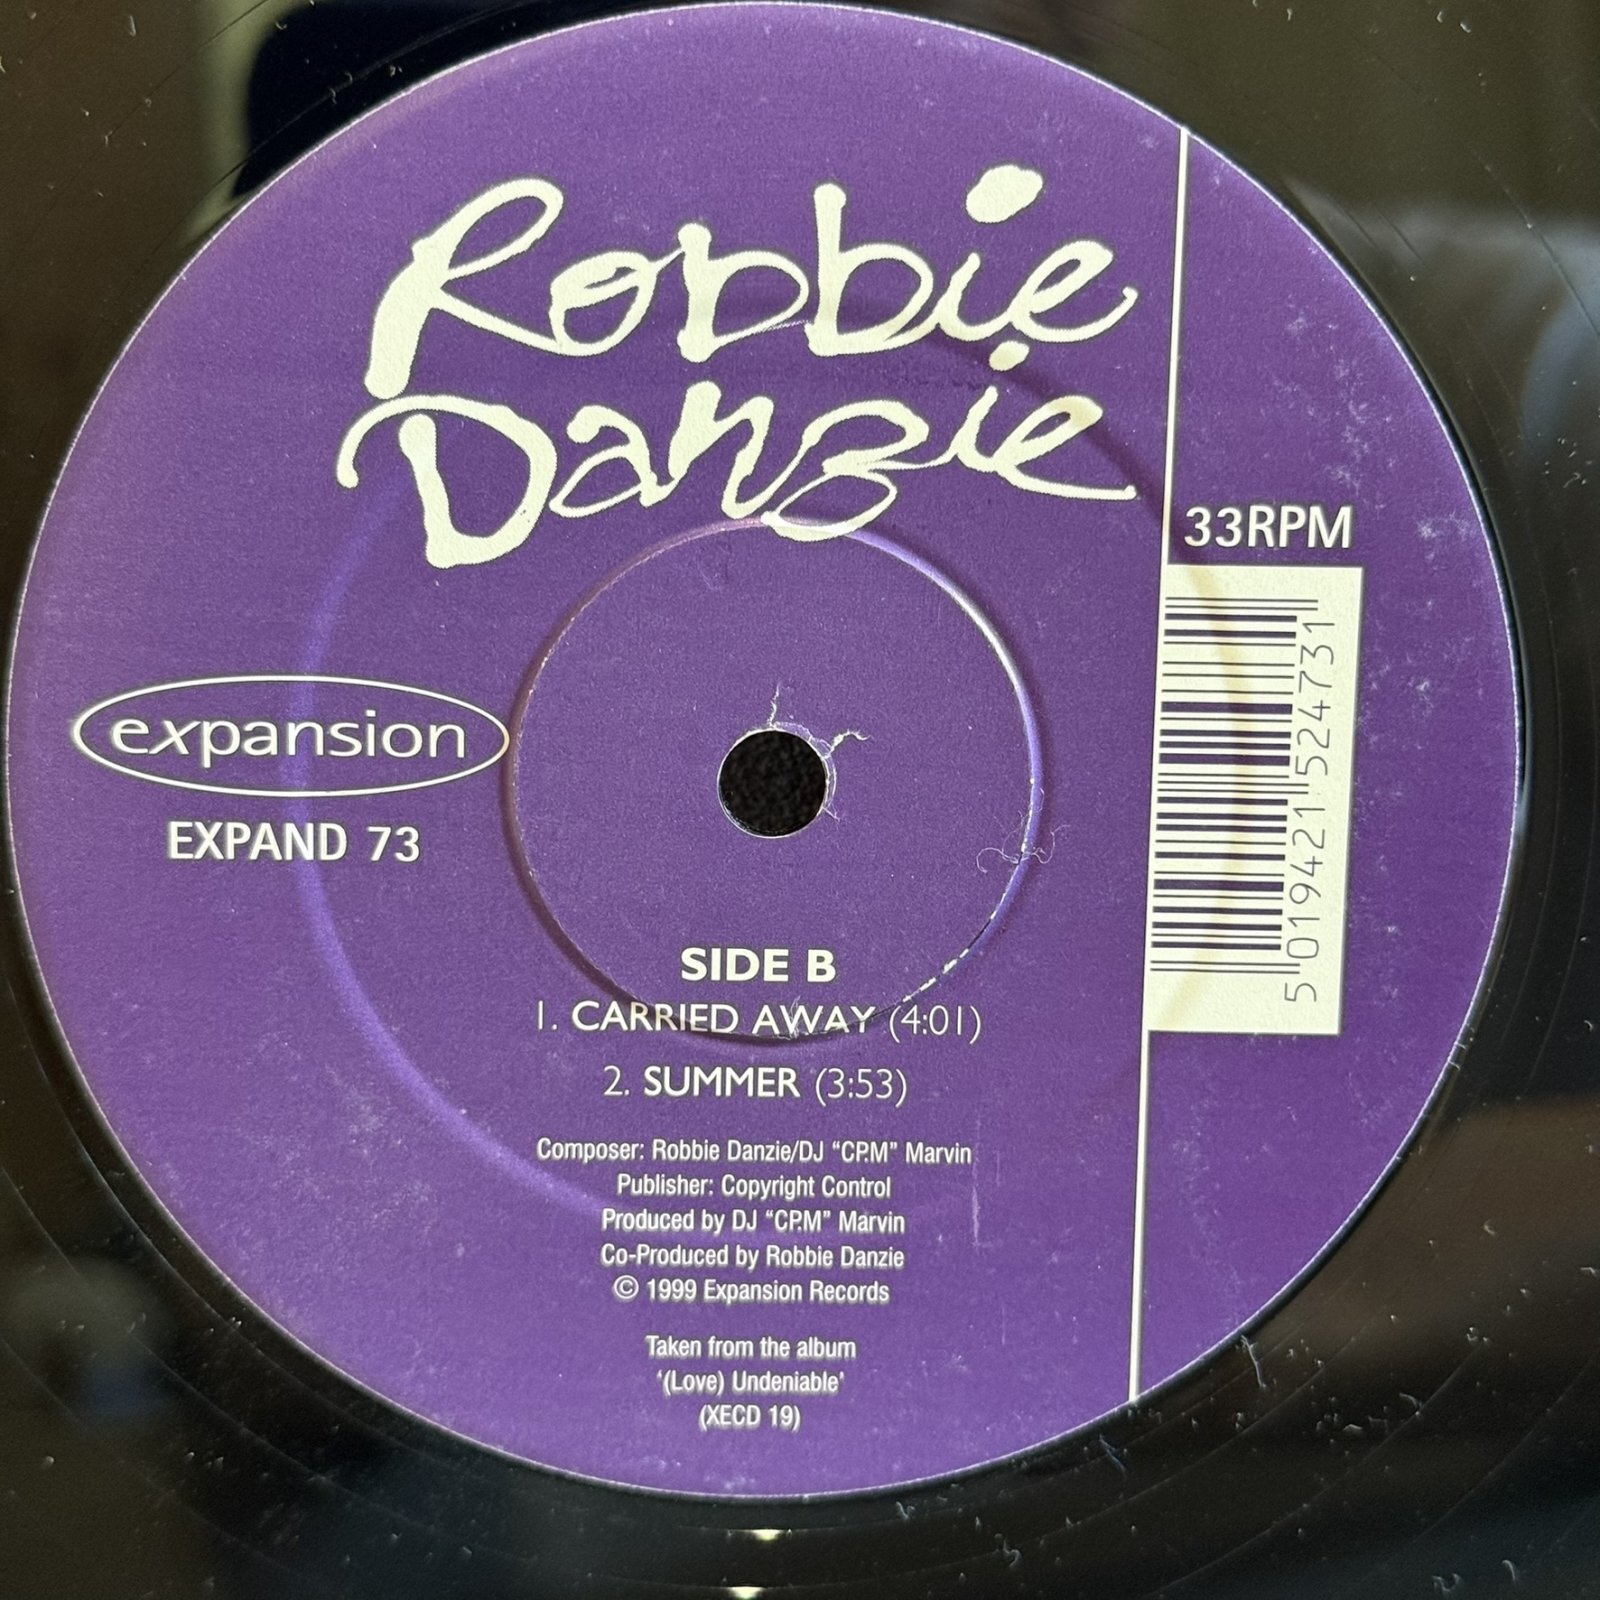 Robbie
Danzie
33RPM
5 019421 524731
expansion
EXPAND 73
SIDE B
1. CARRIED AWAY (4:01)
2. SUMMER (3:53)
Composer: Robbie Danzie/DJ “CP.M” Marvin
Publisher: Copyright Control
Produced by DJ “CP.M” Marvin
Co-Produced by Robbie Danzie
© 1999 Expansion Records
Taken from the album
'(Love) Undeniable'
(XECD 19)